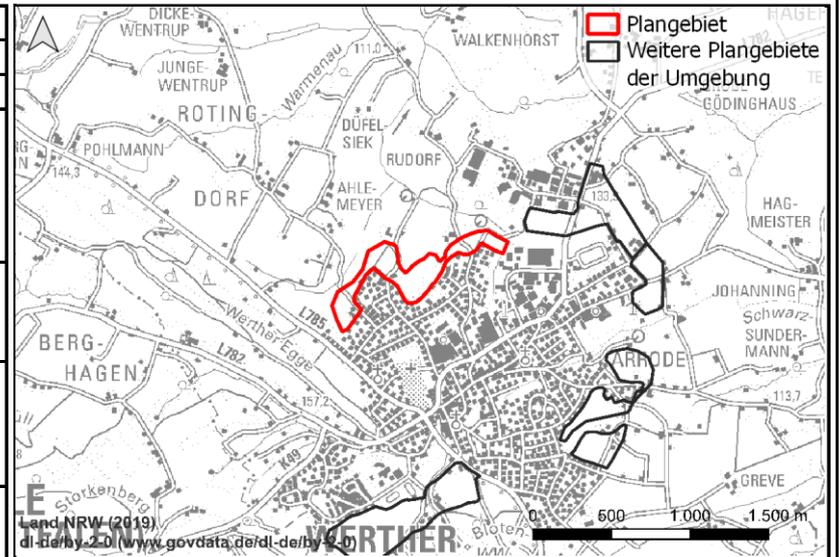 Plangebiet
Weitere Plangebiete
der Umgebung
DICKE-
WENTRUP
111.0
WALKENHORST
L782
JUNGE-
WENTRUP
Warmenau
GÖDINGHAUS
ROTING-
DÜFEL-
SIEK
POHLMANN
RUDORF
144,3
DORF
AHLE-
MEYER
HAG-
MEISTER
L785
JOHANNING
Werther Egge
Schwarz-
BERG-
HAGEN
L782
SUNDER-
MANN
ARRODE
157,2
113,7
K49
GREVE
Storkenberg
Land NRW (2019)
WERTHER
dl-de/by-2-0 (www.govdata.de/dl-de/by-2-0)
0 500 1.000 1.500 m